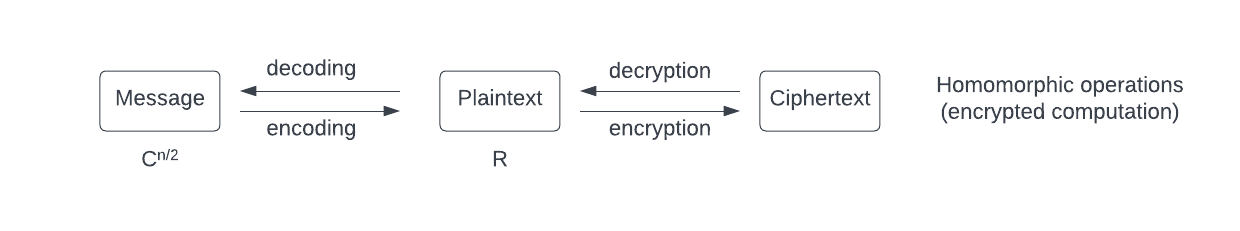 decoding
Message
encoding
C^n/2
Plaintext
R
decryption
encryption
Ciphertext
Homomorphic operations
(encrypted computation)